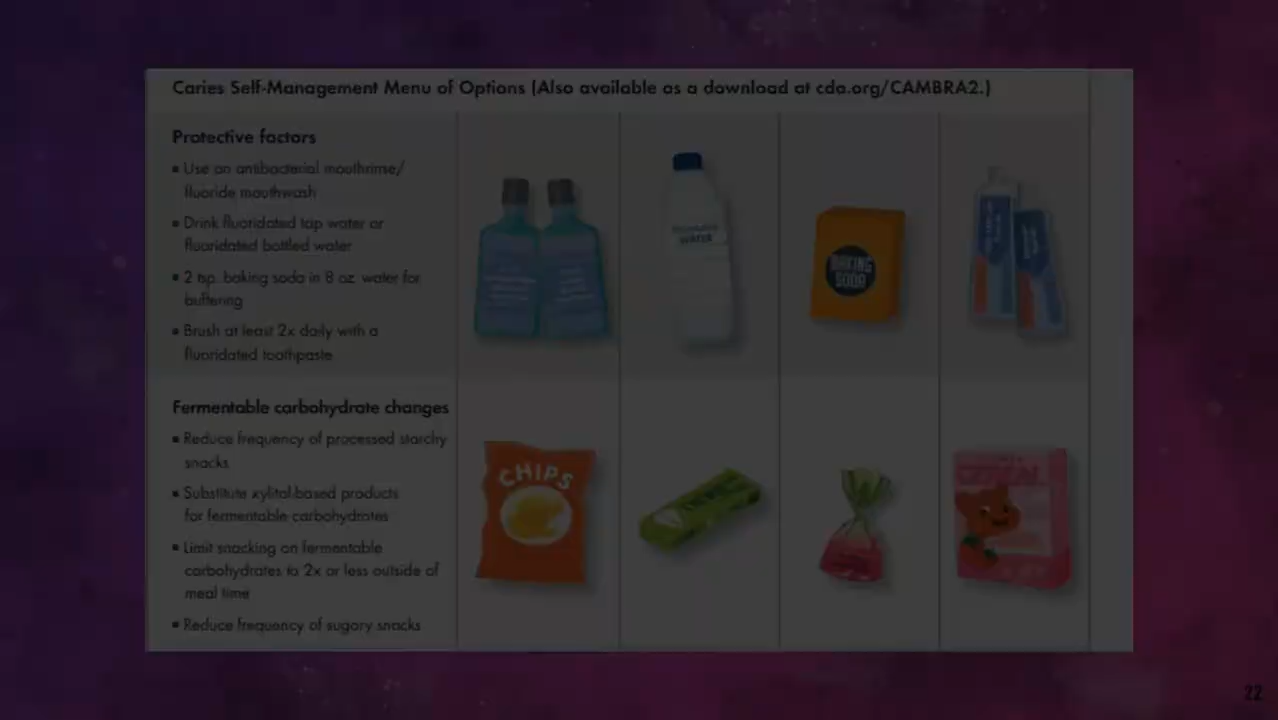 Caries Self-Management Menu of Options (Also available as a download at cda.org/CAMBRA2.)
Protective factors
▪ Use an antibacterial mouthrinse/
fluoride mouthwash
▪ Drink fluoridated tap water or
fluoridated bottled water
▪ 2 tsp. baking soda in 8 oz. water for
buffering
▪ Brush at least 2x daily with a
fluoridated toothpaste
WATER
BAKING
SODA
Fermentable carbohydrate changes
▪ Reduce frequency of processed starchy
snacks
▪ Substitute xylitol-based products
for fermentable carbohydrates
▪ Limit snacking on fermentable
carbohydrates to 2x or less outside of
meal time
▪ Reduce frequency of sugary snacks
CHIPS
22